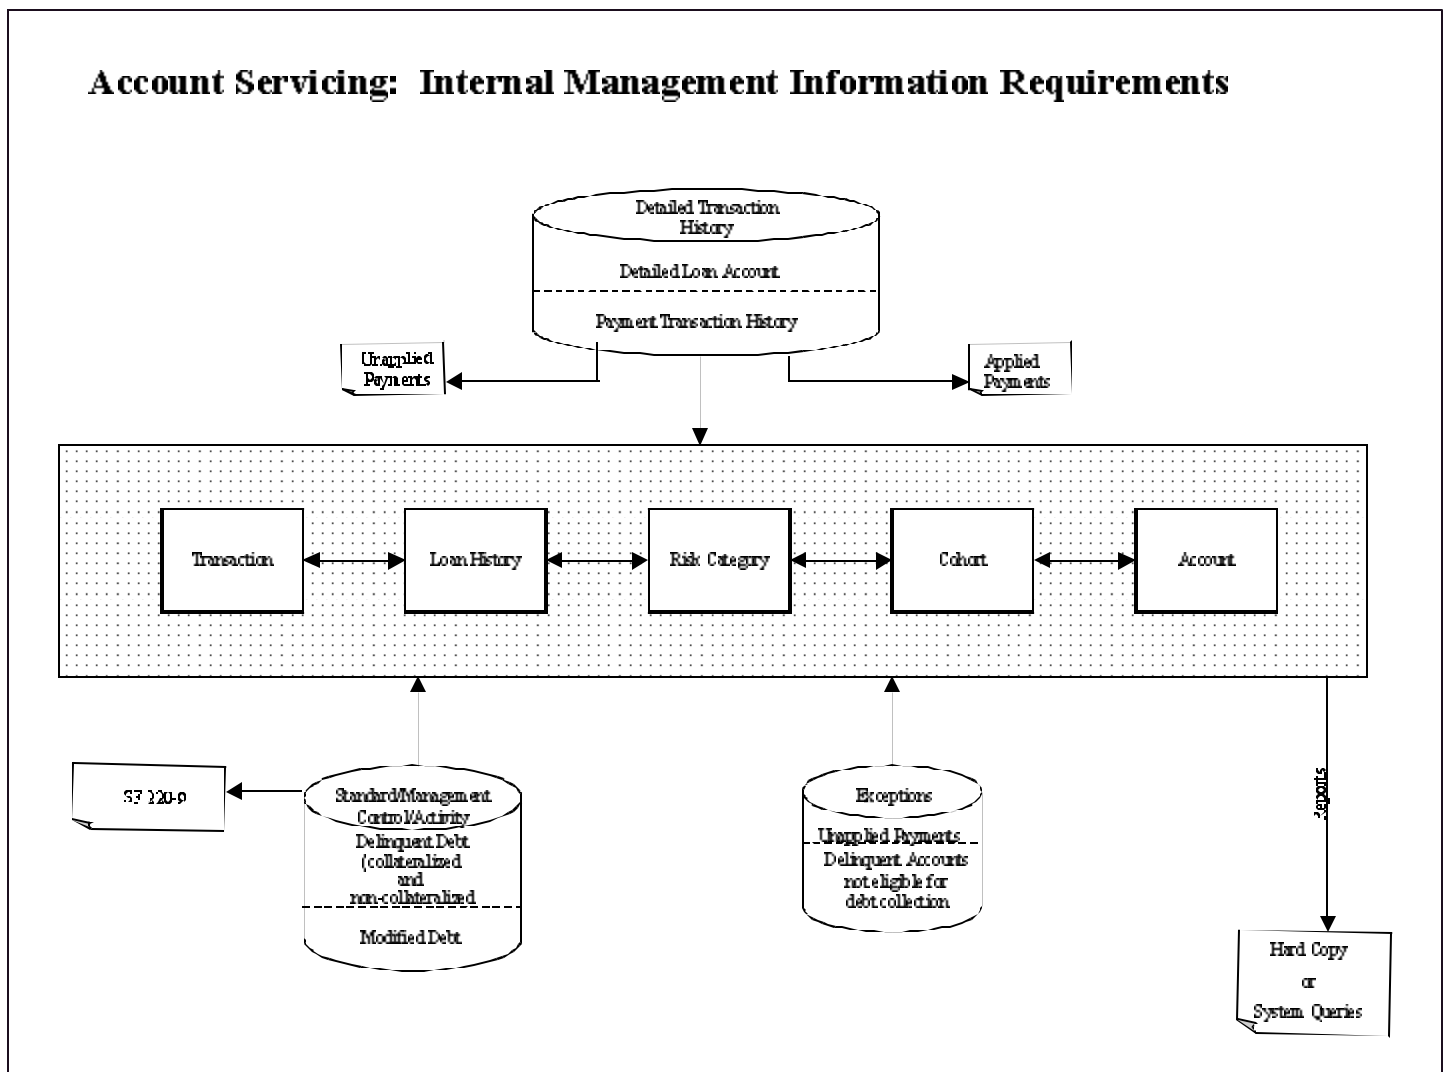 Account Servicing: Internal Management Information Requirements
Detailed Transaction
History
Detailed Loan Account
Payment Transaction History
Unapplied
Payments
Applied
Payments
Transaction
Loan History
Risk Category
Cohort
Account
SF 220-9
Standard/Management
Control/Activity
Delinquent Debt
(collateralized
and
non-collateralized
Modified Debt
Exceptions
Unapplied Payments
Delinquent Accounts
not eligible for
debt collection
Reports
Hard Copy
or
System Queries